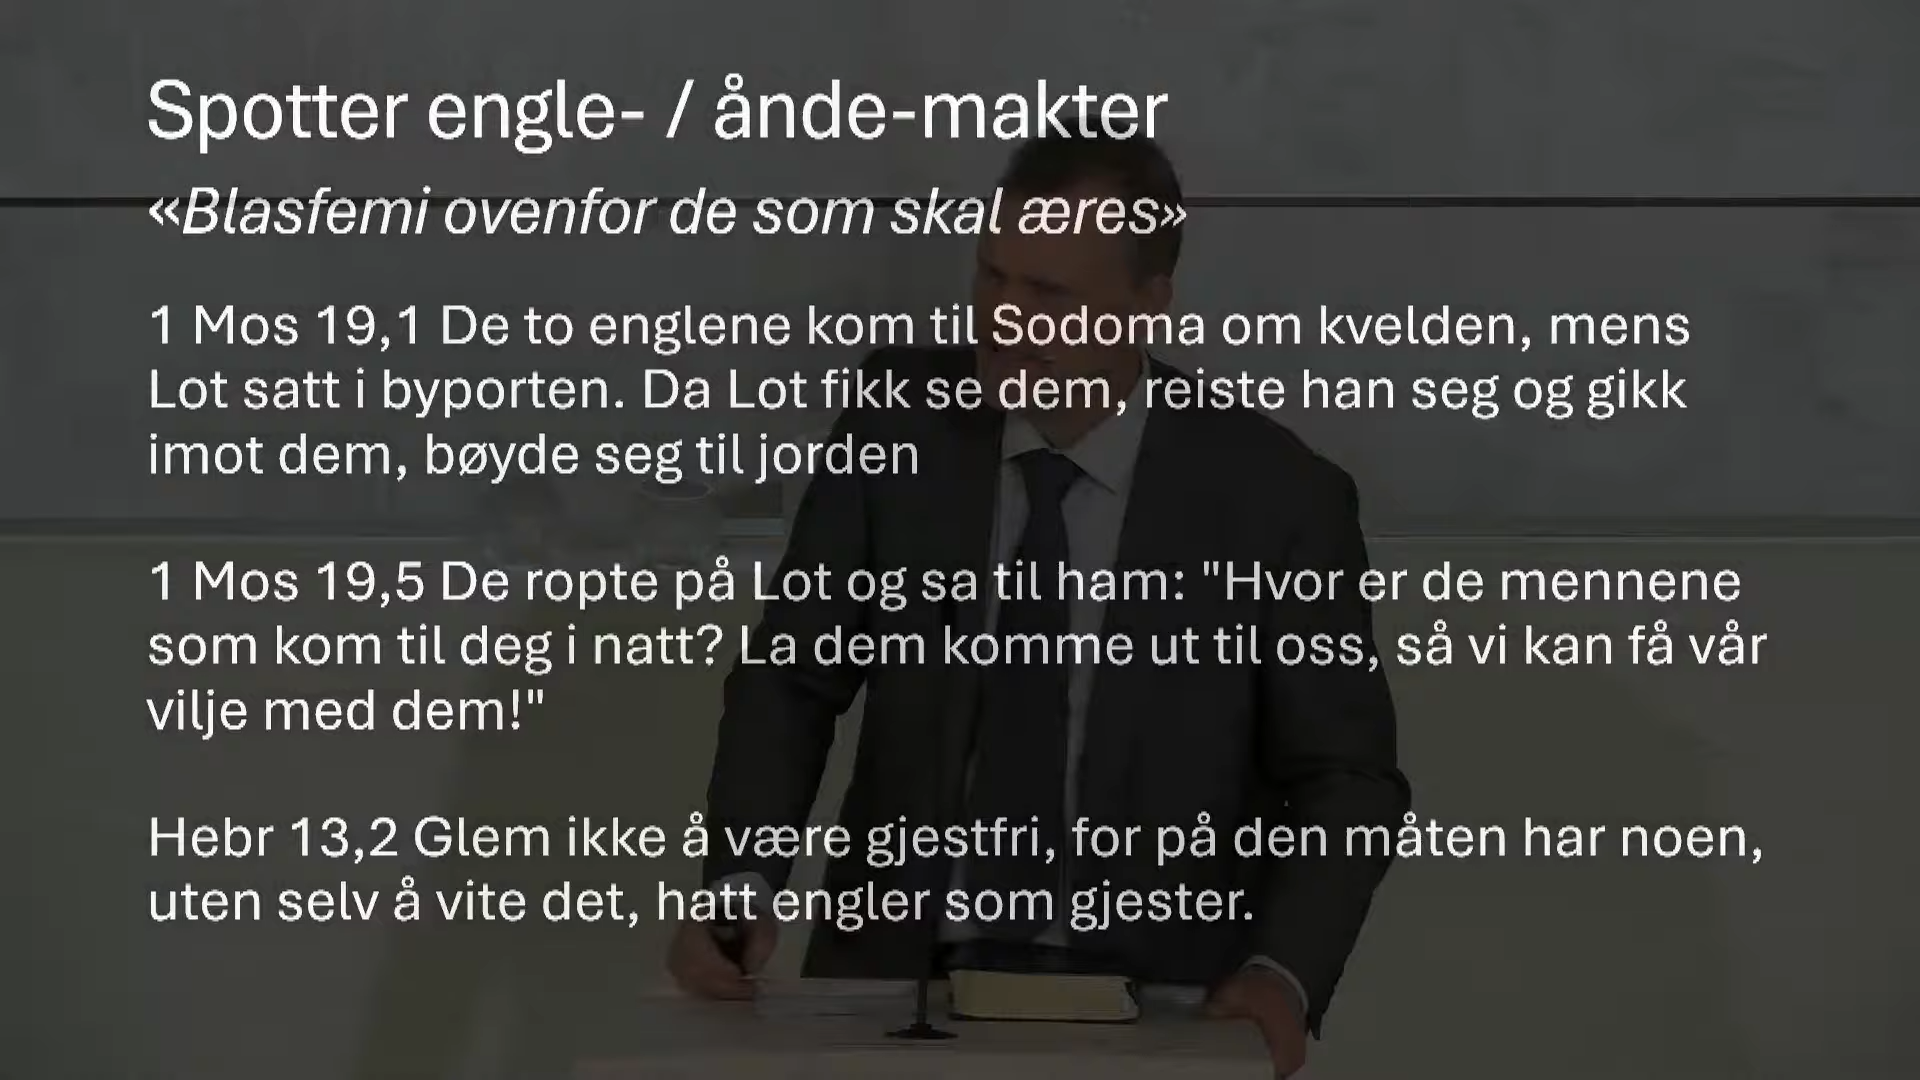 Spotter engle- / ånde-makter
«Blasfemi ovenfor de som skal æres»
1 Mos 19,1 De to englene kom til Sodoma om kvelden, mens
Lot satt i byporten. Da Lot fikk se dem, reiste han seg og gikk
imot dem, bøyde seg til jorden
1 Mos 19,5 De ropte på Lot og sa til ham: "Hvor er de mennene
som kom til deg i natt? La dem komme ut til oss, så vi kan få vår
vilje med dem!"
Hebr 13,2 Glem ikke å være gjestfri, for på den måten har noen,
uten selv å vite det, hatt engler som gjester.